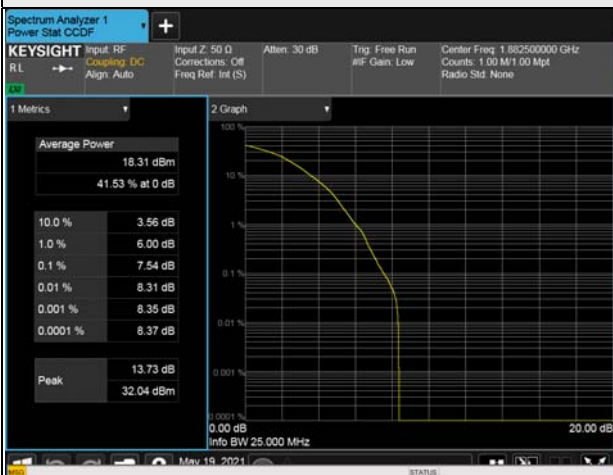 Spectrum Analyzer 1
Power Stat CCDF
+
KEYSIGHT
RL
LXI
Input: RF
Coupling: DC
Align: Auto
Input Z: 50 Ω
Corrections: Off
Freq Ref: Int (S)
Atten: 30 dB
Trig: Free Run
#IF Gain: Low
Center Freq: 1.882500000 GHz
Counts: 1.00 M/1.00 Mpt
Radio Std: None
1 Metrics
Average Power
18.31 dBm
41.53 % at 0 dB
10.0 % 3.56 dB
1.0 % 6.00 dB
0.1 % 7.54 dB
0.01 % 8.31 dB
0.001 % 8.35 dB
0.0001 % 8.37 dB
Peak
13.73 dB
32.04 dBm
2 Graph
100 %
10 %
1 %
0.1 %
0.01 %
0.001 %
0.0001 %
0.00 dB 20.00 dB
Info BW 25.000 MHz
May 19, 2021
MSG STATUS